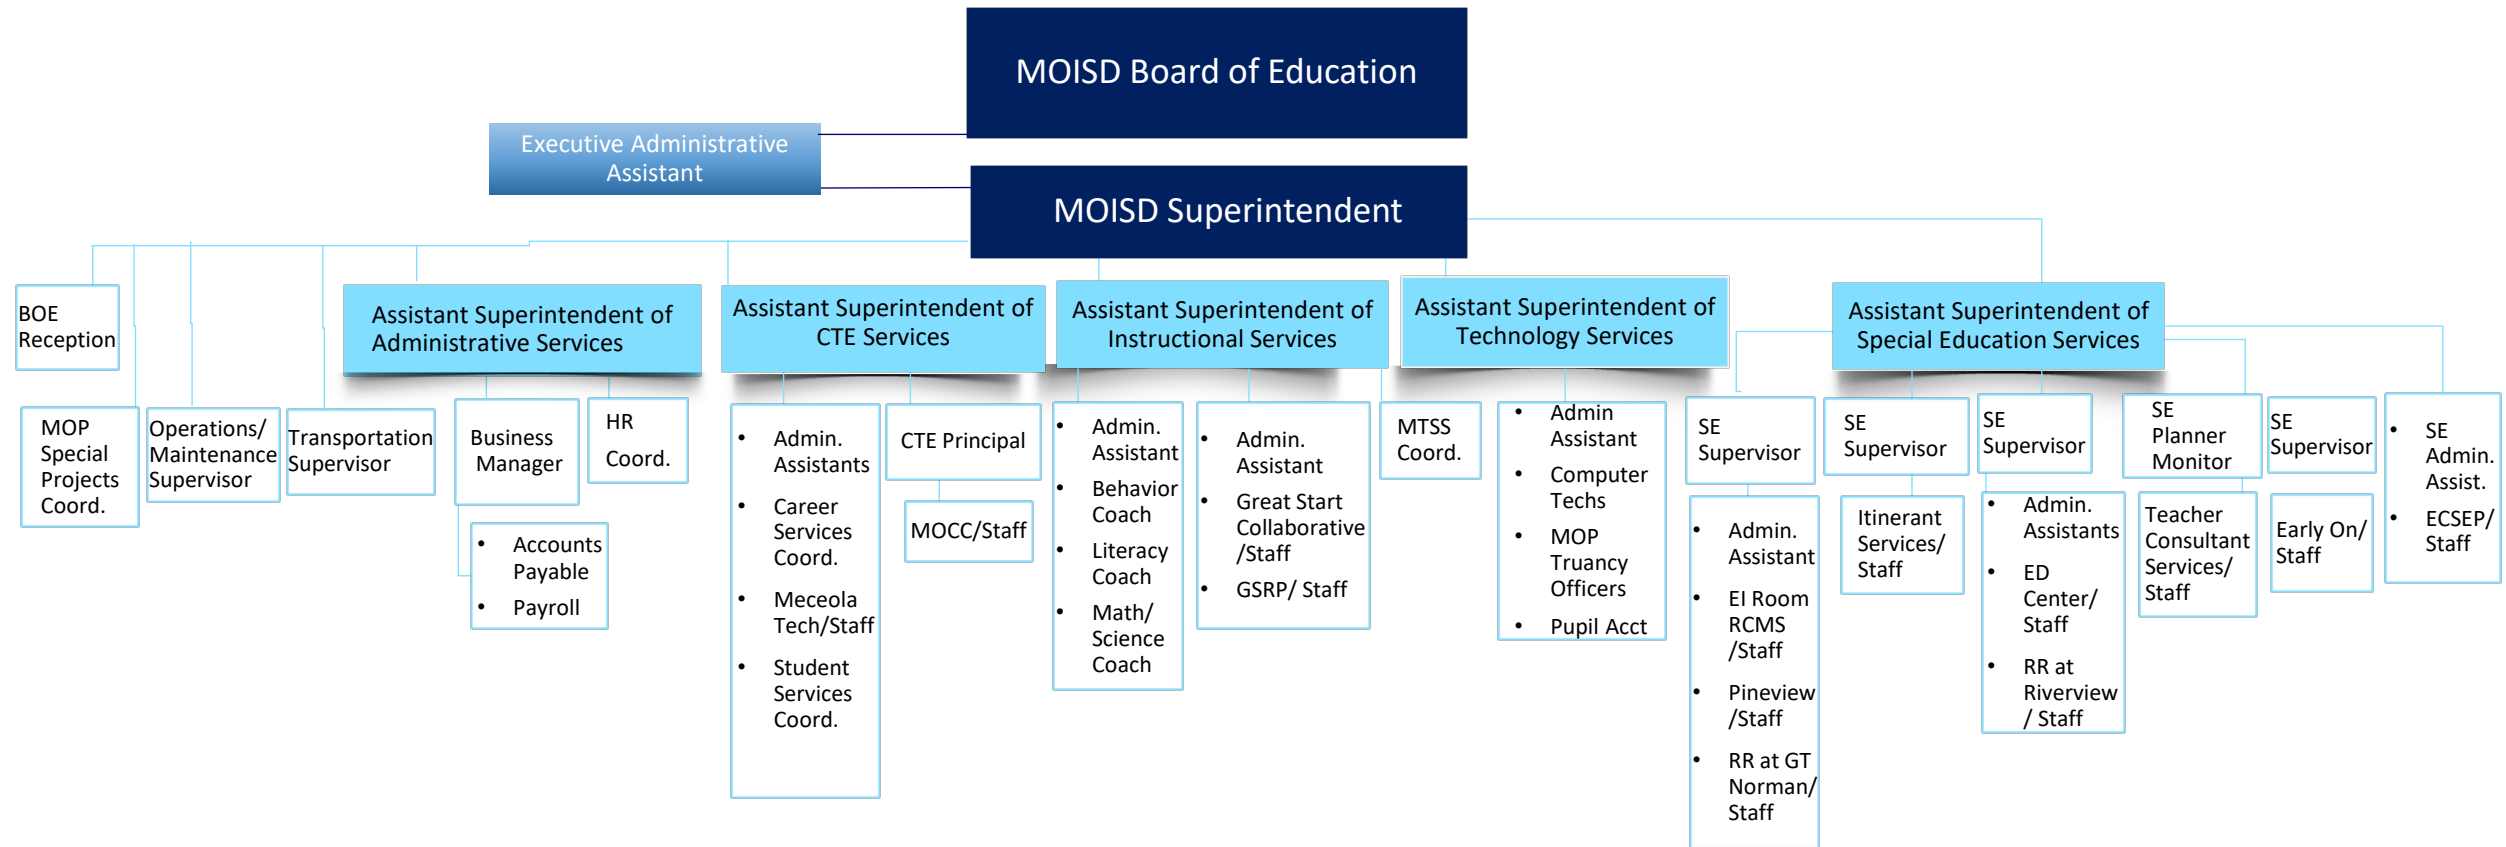 MOISD Board of Education
Executive Administrative
Assistant
MOISD Superintendent
BOE
Reception
Assistant Superintendent of
Administrative Services
Assistant Superintendent of
CTE Services
Assistant Superintendent of
Instructional Services
Assistant Superintendent of
Technology Services
Assistant Superintendent of
Special Education Services
MOP
Special
Projects
Coord.
Operations/
Maintenance
Supervisor
Transportation
Supervisor
Business
Manager
HR
Coord.
• Accounts
Payable
• Payroll
• Admin.
Assistants
• Career
Services
Coord.
• Meceola
Tech/Staff
• Student
Services
Coord.
CTE Principal
MOCC/Staff
• Admin.
Assistant
• Behavior
Coach
• Literacy
Coach
• Math/
Science
Coach
• Admin.
Assistant
• Great Start
Collaborative
/Staff
• GSRP/ Staff
MTSS
Coord.
• Admin
Assistant
• Computer
Techs
• MOP
Truancy
Officers
• Pupil Acct
SE
Supervisor
• Admin.
Assistant
• EI Room
RCMS
/Staff
• Pineview
/Staff
• RR at GT
Norman/
Staff
SE
Supervisor
Itinerant
Services/
Staff
SE
Supervisor
• Admin.
Assistants
• ED
Center/
Staff
• RR at
Riverview
/ Staff
SE
Planner
Monitor
Teacher
Consultant
Services/
Staff
SE
Supervisor
Early On/
Staff
• SE
Admin.
Assist.
• ECSEP/
Staff